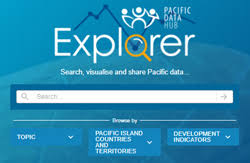 PACIFIC
DATA
HUB
Explorer
Search, visualise and share Pacific data...
Search...
Browse by
TOPIC
PACIFIC ISLAND
COUNTRIES
AND
TERRITORIES
DEVELOPMENT
INDICATORS